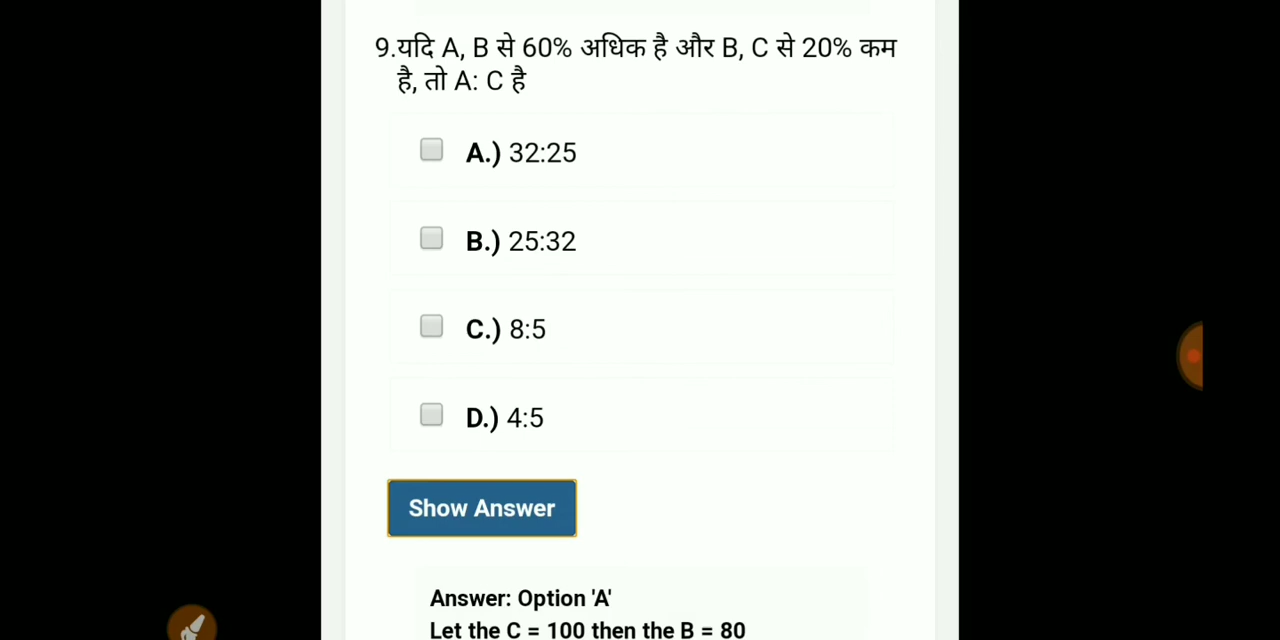 9.यदि A, B से 60% अधिक है और B, C से 20% कम
है, तो A: C है
A.) 32:25
B.) 25:32
C.) 8:5
D.) 4:5
Show Answer
Answer: Option 'A'
Let the C = 100 then the B = 80